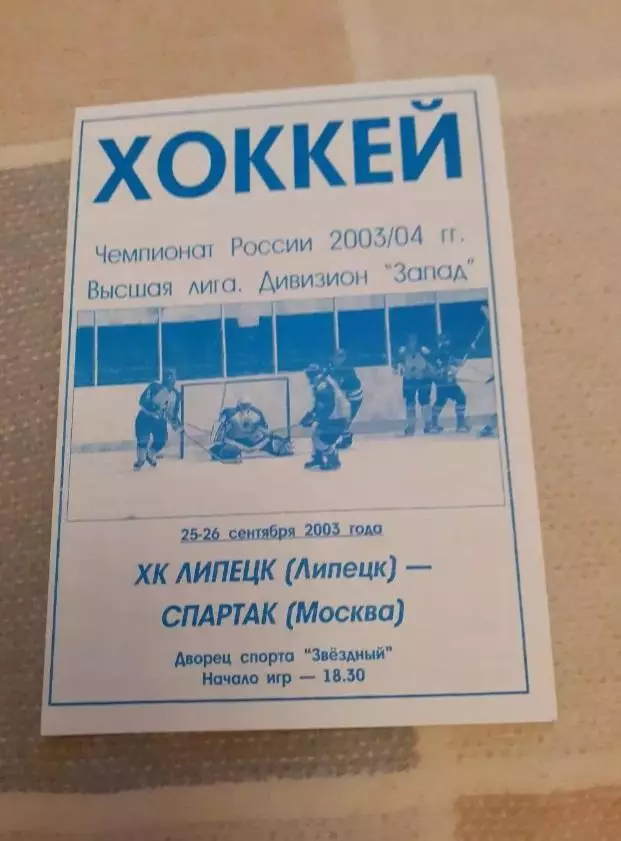 ХОККЕЙ
Чемпионат России 2003/04 гг.
Высшая лига. Дивизион "Запад"
25-26 сентября 2003 года
ХК ЛИПЕЦК (Липецк) —
СПАРТАК (Москва)
Дворец спорта "Звёздный"
Начало игр — 18.30